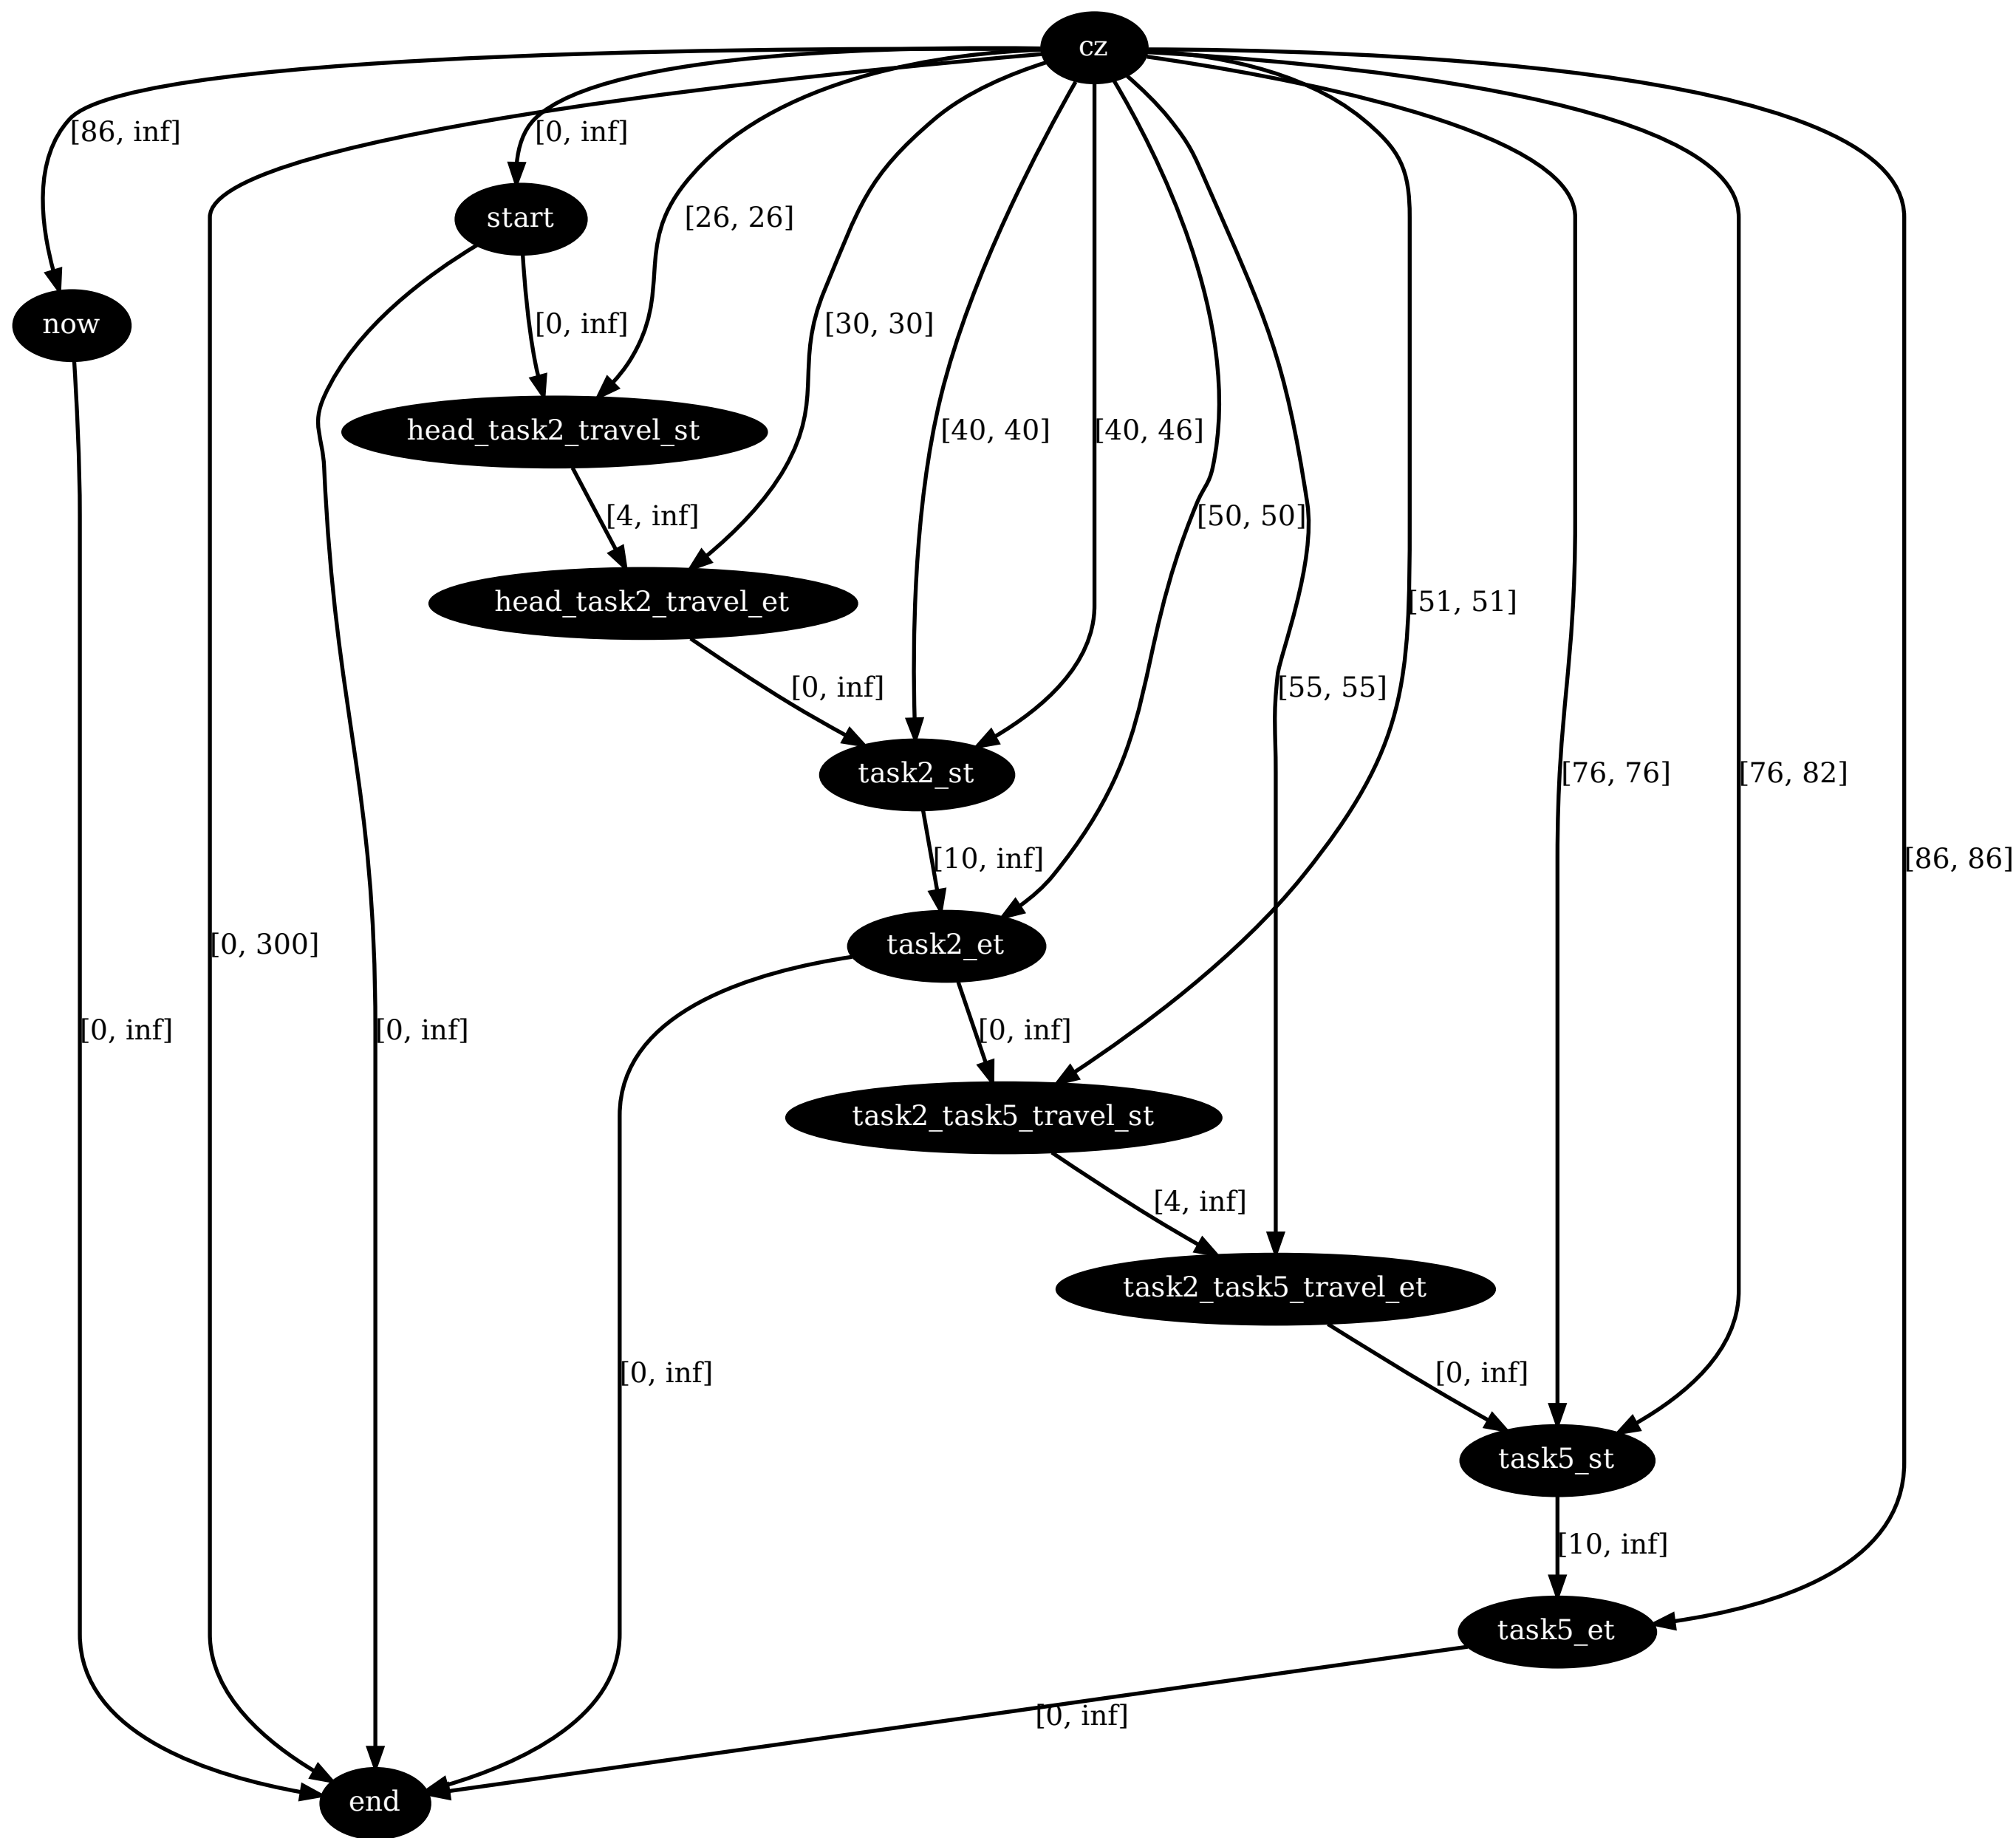 cz
[86, inf]
[0, inf]
start
[26, 26]
now
[0, inf]
[30, 30]
head_task2_travel_st
[40, 40]
[40, 46]
[4, inf]
[50, 50]
head_task2_travel_et
[51, 51]
[0, inf]
[55, 55]
task2_st
[76, 76]
[76, 82]
[10, inf]
[86, 86]
[0, 300]
task2_et
[0, inf]
[0, inf]
[0, inf]
task2_task5_travel_st
[4, inf]
task2_task5_travel_et
[0, inf]
[0, inf]
task5_st
[10, inf]
task5_et
[0, inf]
end